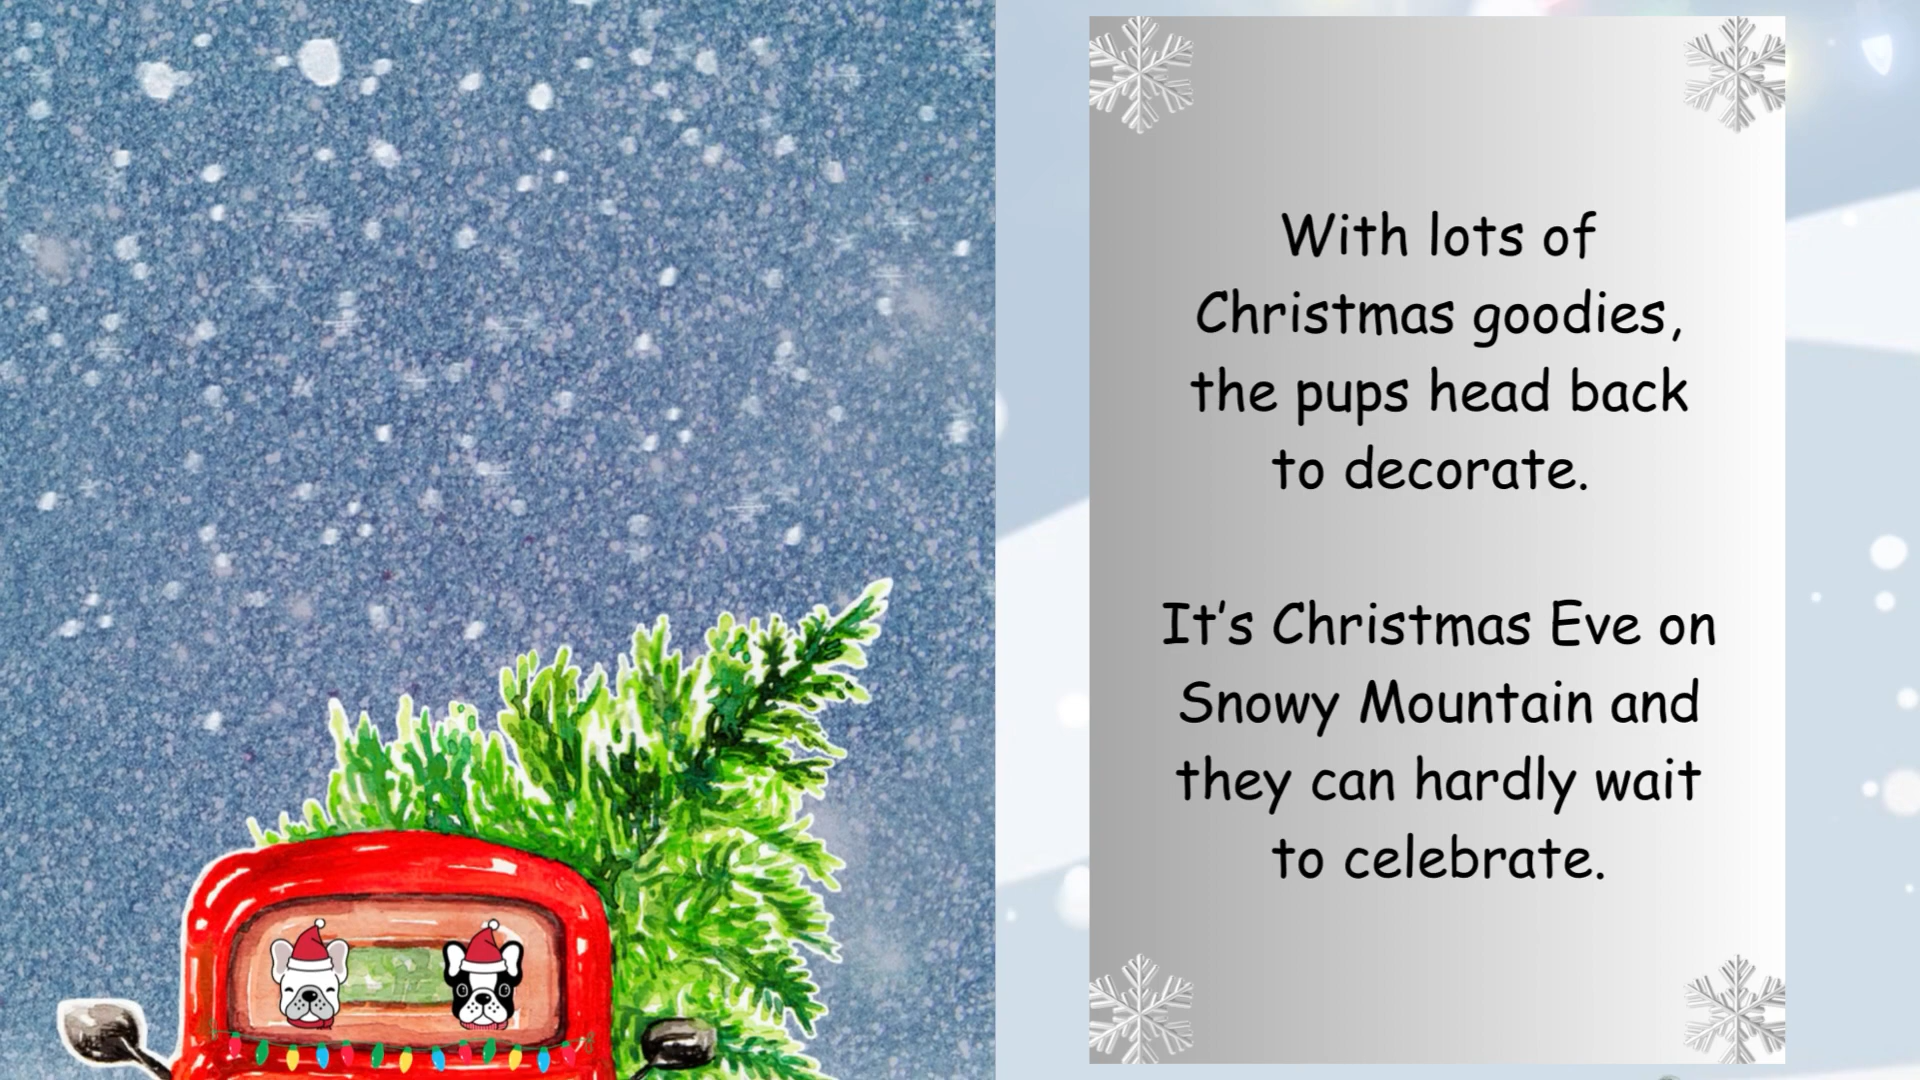 With lots of
Christmas goodies,
the pups head back
to decorate.
It's Christmas Eve on
Snowy Mountain and
they can hardly wait
to celebrate.